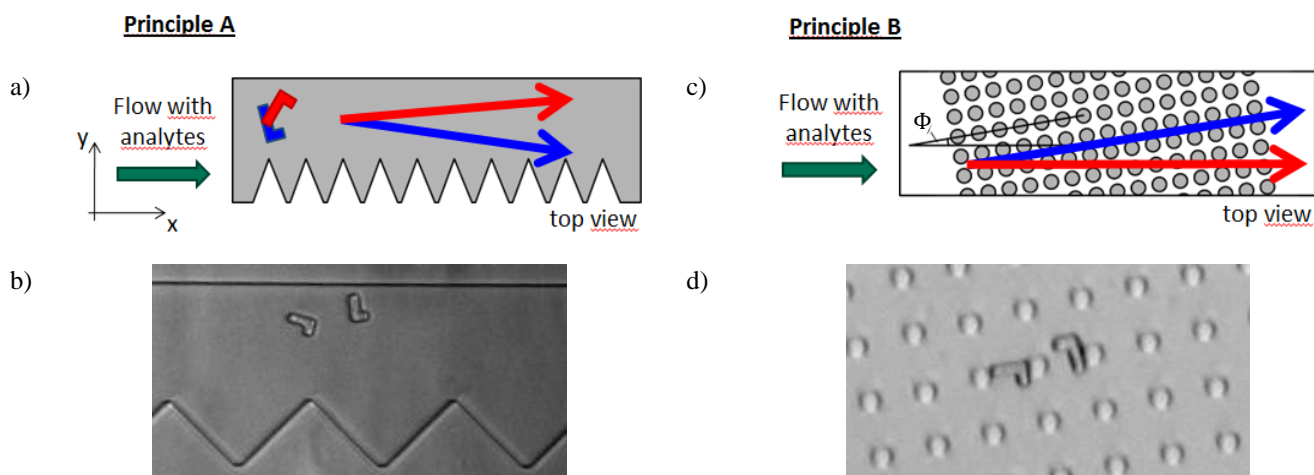 Principle A
Principle B
a)
Flow with
analytes
y
x
top view
c)
Flow with
analytes
Φ
top view
b)
d)